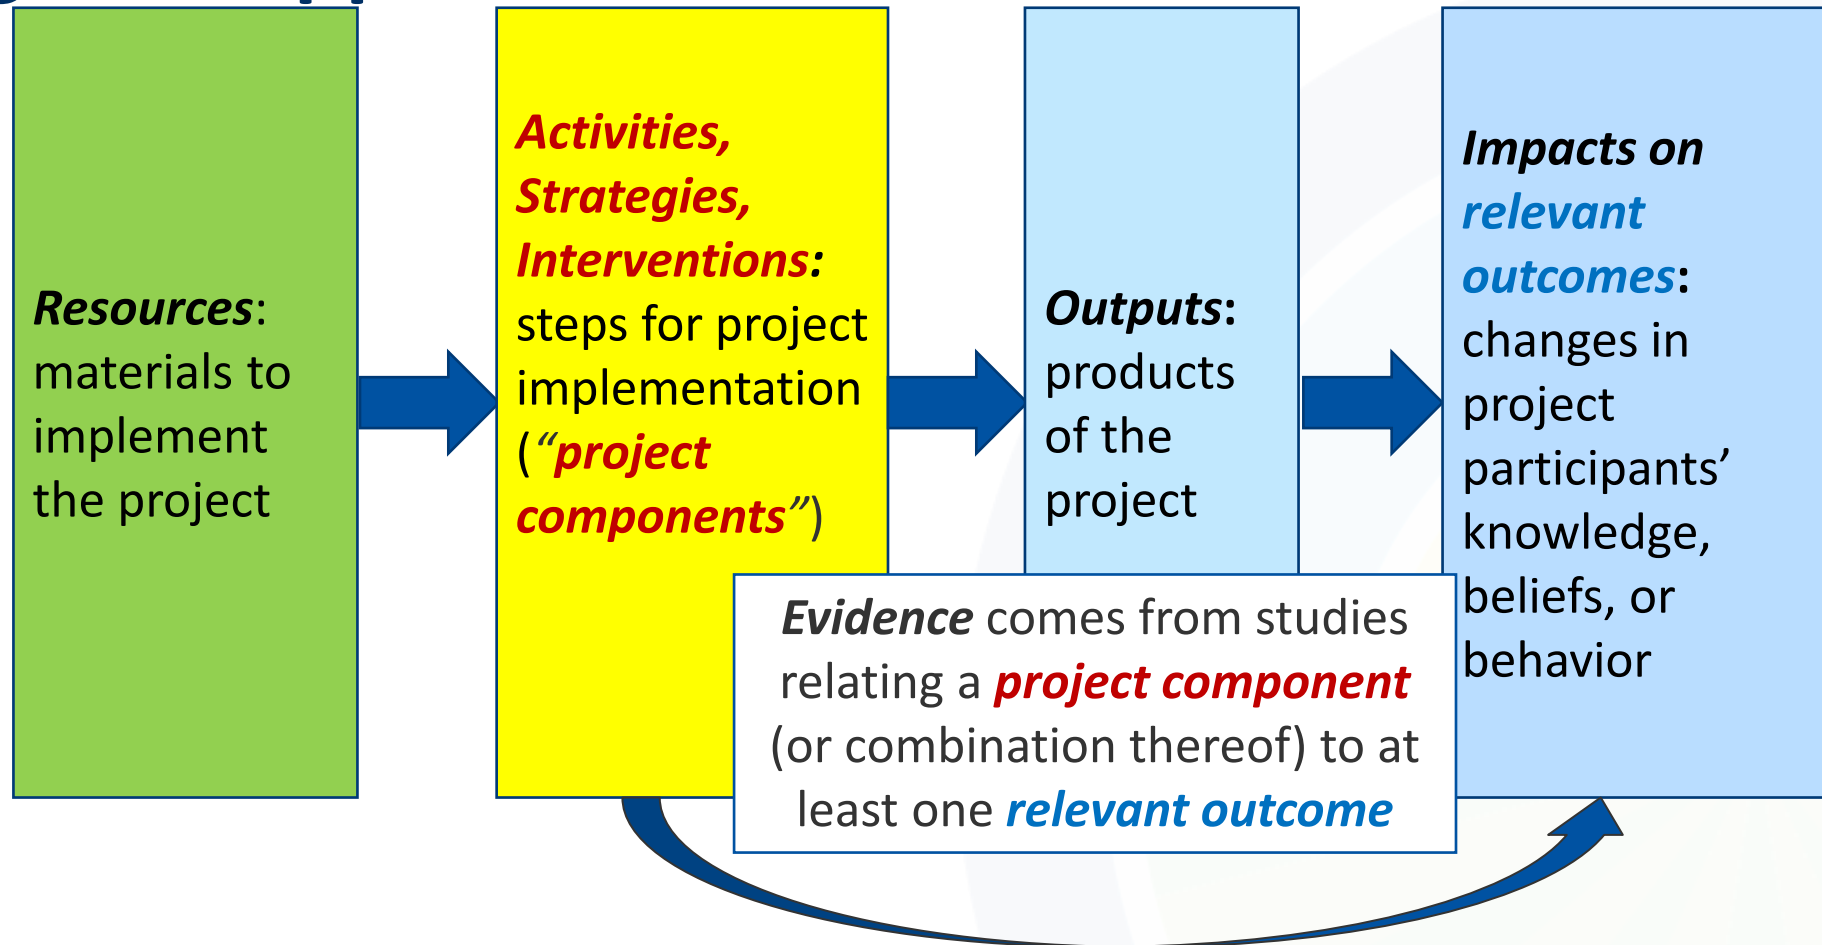 Resources:
materials to
implement
the project
Activities,
Strategies,
Interventions:
steps for project
implementation
(“project
components”)
Outputs:
products
of the
project
Impacts on
relevant
outcomes:
changes in
project
participants’
knowledge,
beliefs, or
behavior
Evidence comes from studies
relating a project component
(or combination thereof) to at
least one relevant outcome